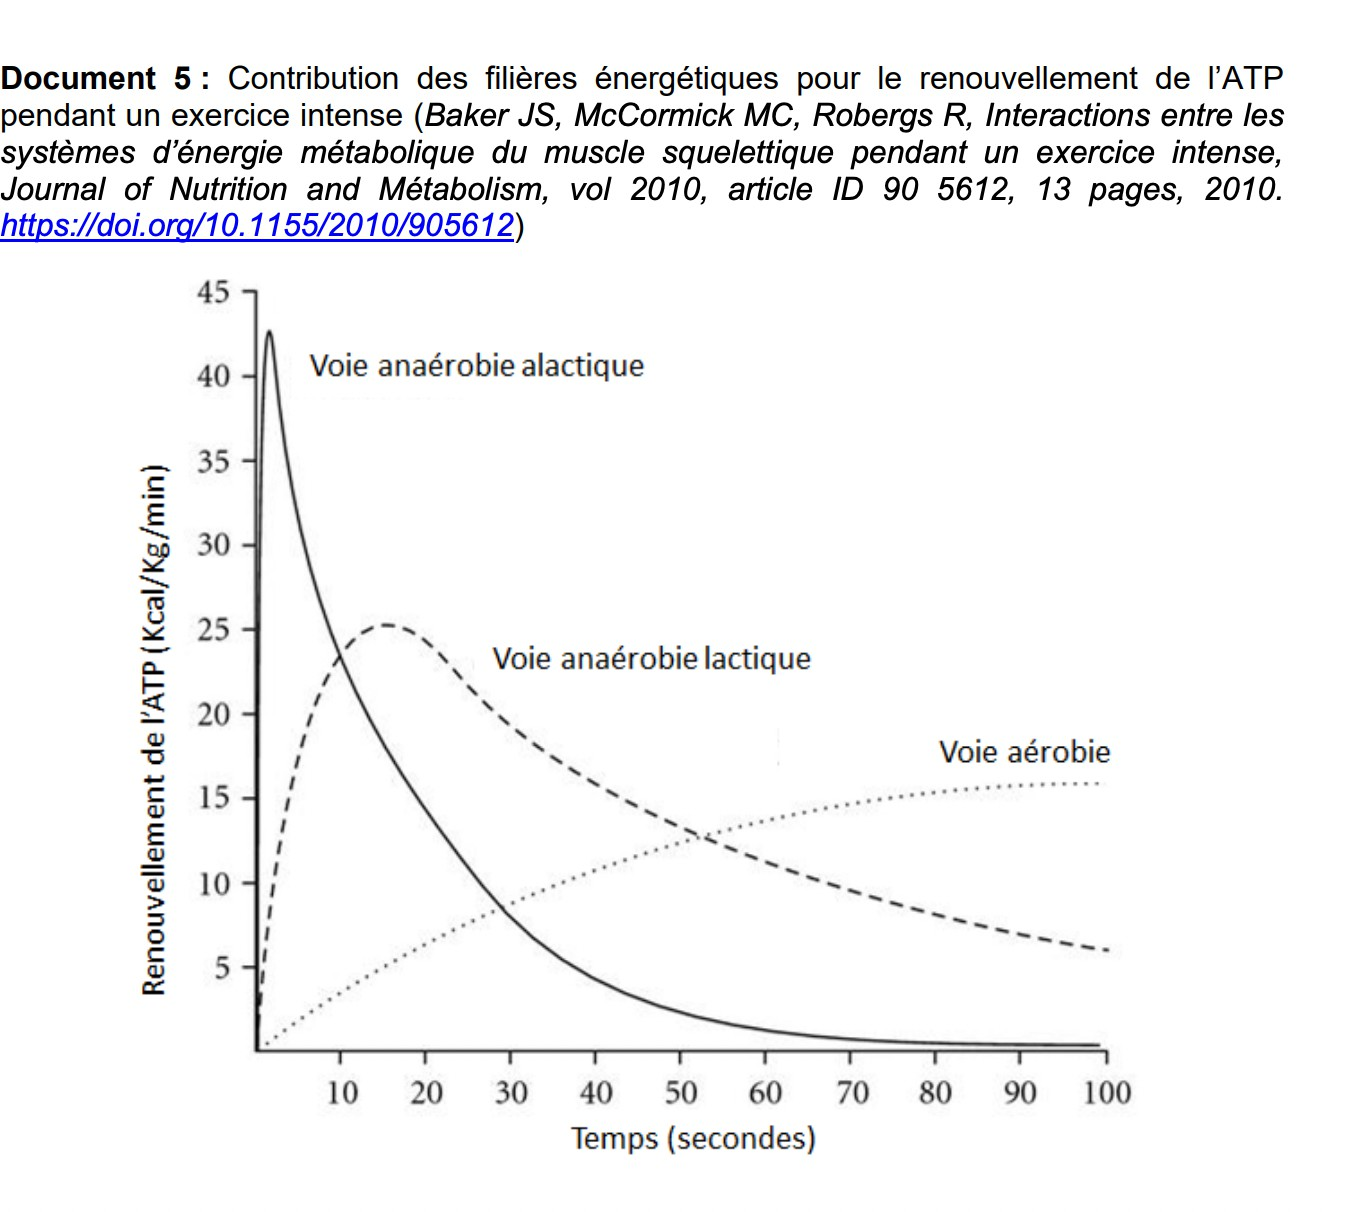 Document 5 : Contribution des filières énergétiques pour le renouvellement de l’ATP
pendant un exercice intense (Baker JS, McCormick MC, Robergs R, Interactions entre les
systèmes d’énergie métabolique du muscle squelettique pendant un exercice intense,
Journal of Nutrition and Métabolism, vol 2010, article ID 90 5612, 13 pages, 2010.
https://doi.org/10.1155/2010/905612)
45
Voie anaérobie alactique
40
35
30
25
Voie anaérobie lactique
20
Voie aérobie
15
10
5
Renouvellement de l’ATP (Kcal/Kg/min)
10 20 30 40 50 60 70 80 90 100
Temps (secondes)